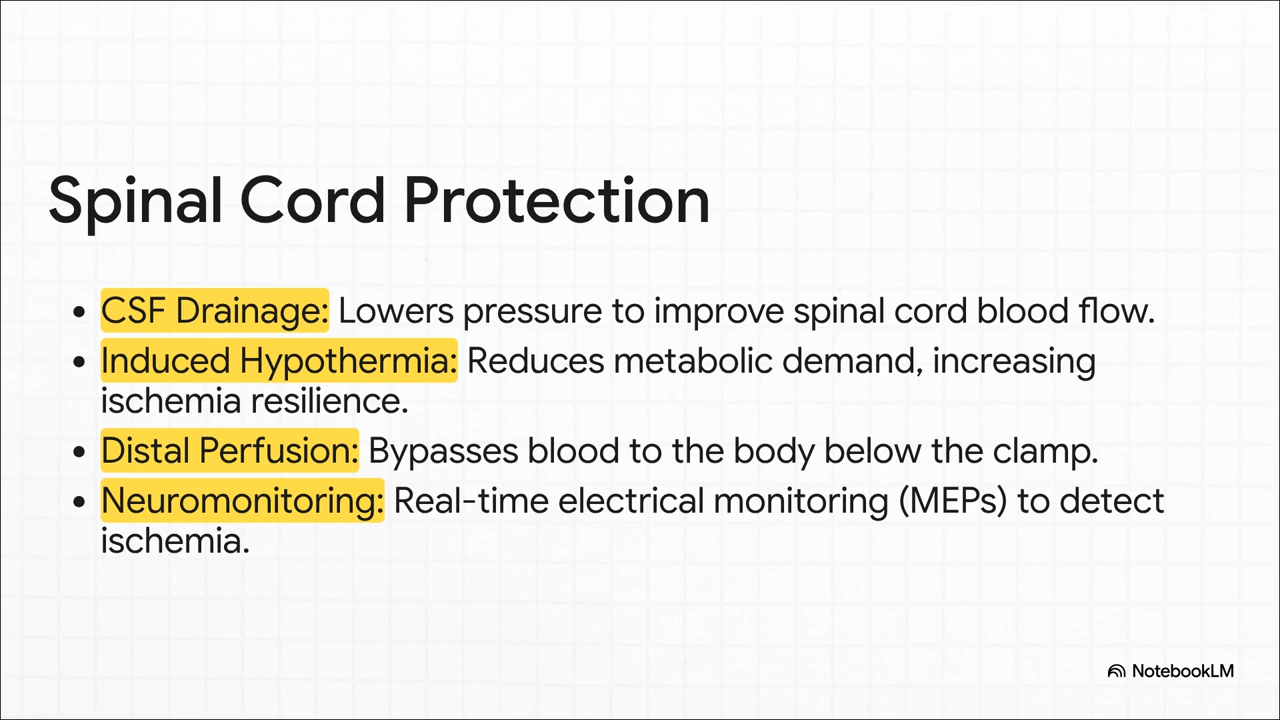 Spinal Cord Protection
• CSF Drainage: Lowers pressure to improve spinal cord blood flow.
• Induced Hypothermia: Reduces metabolic demand, increasing
ischemia resilience.
• Distal Perfusion: Bypasses blood to the body below the clamp.
• Neuromonitoring: Real-time electrical monitoring (MEPs) to detect
ischemia.
NotebookLM